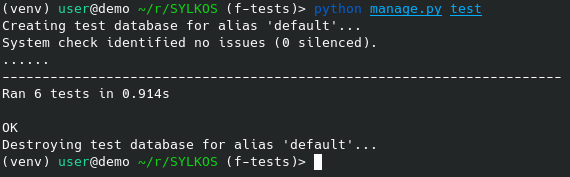 (venv) user@demo ~/r/SYLKOS (f-tests)> python manage.py test
Creating test database for alias 'default'...
System check identified no issues (0 silenced).
......
----------------------------------------------------------------------
Ran 6 tests in 0.914s
OK
Destroying test database for alias 'default'...
(venv) user@demo ~/r/SYLKOS (f-tests)>